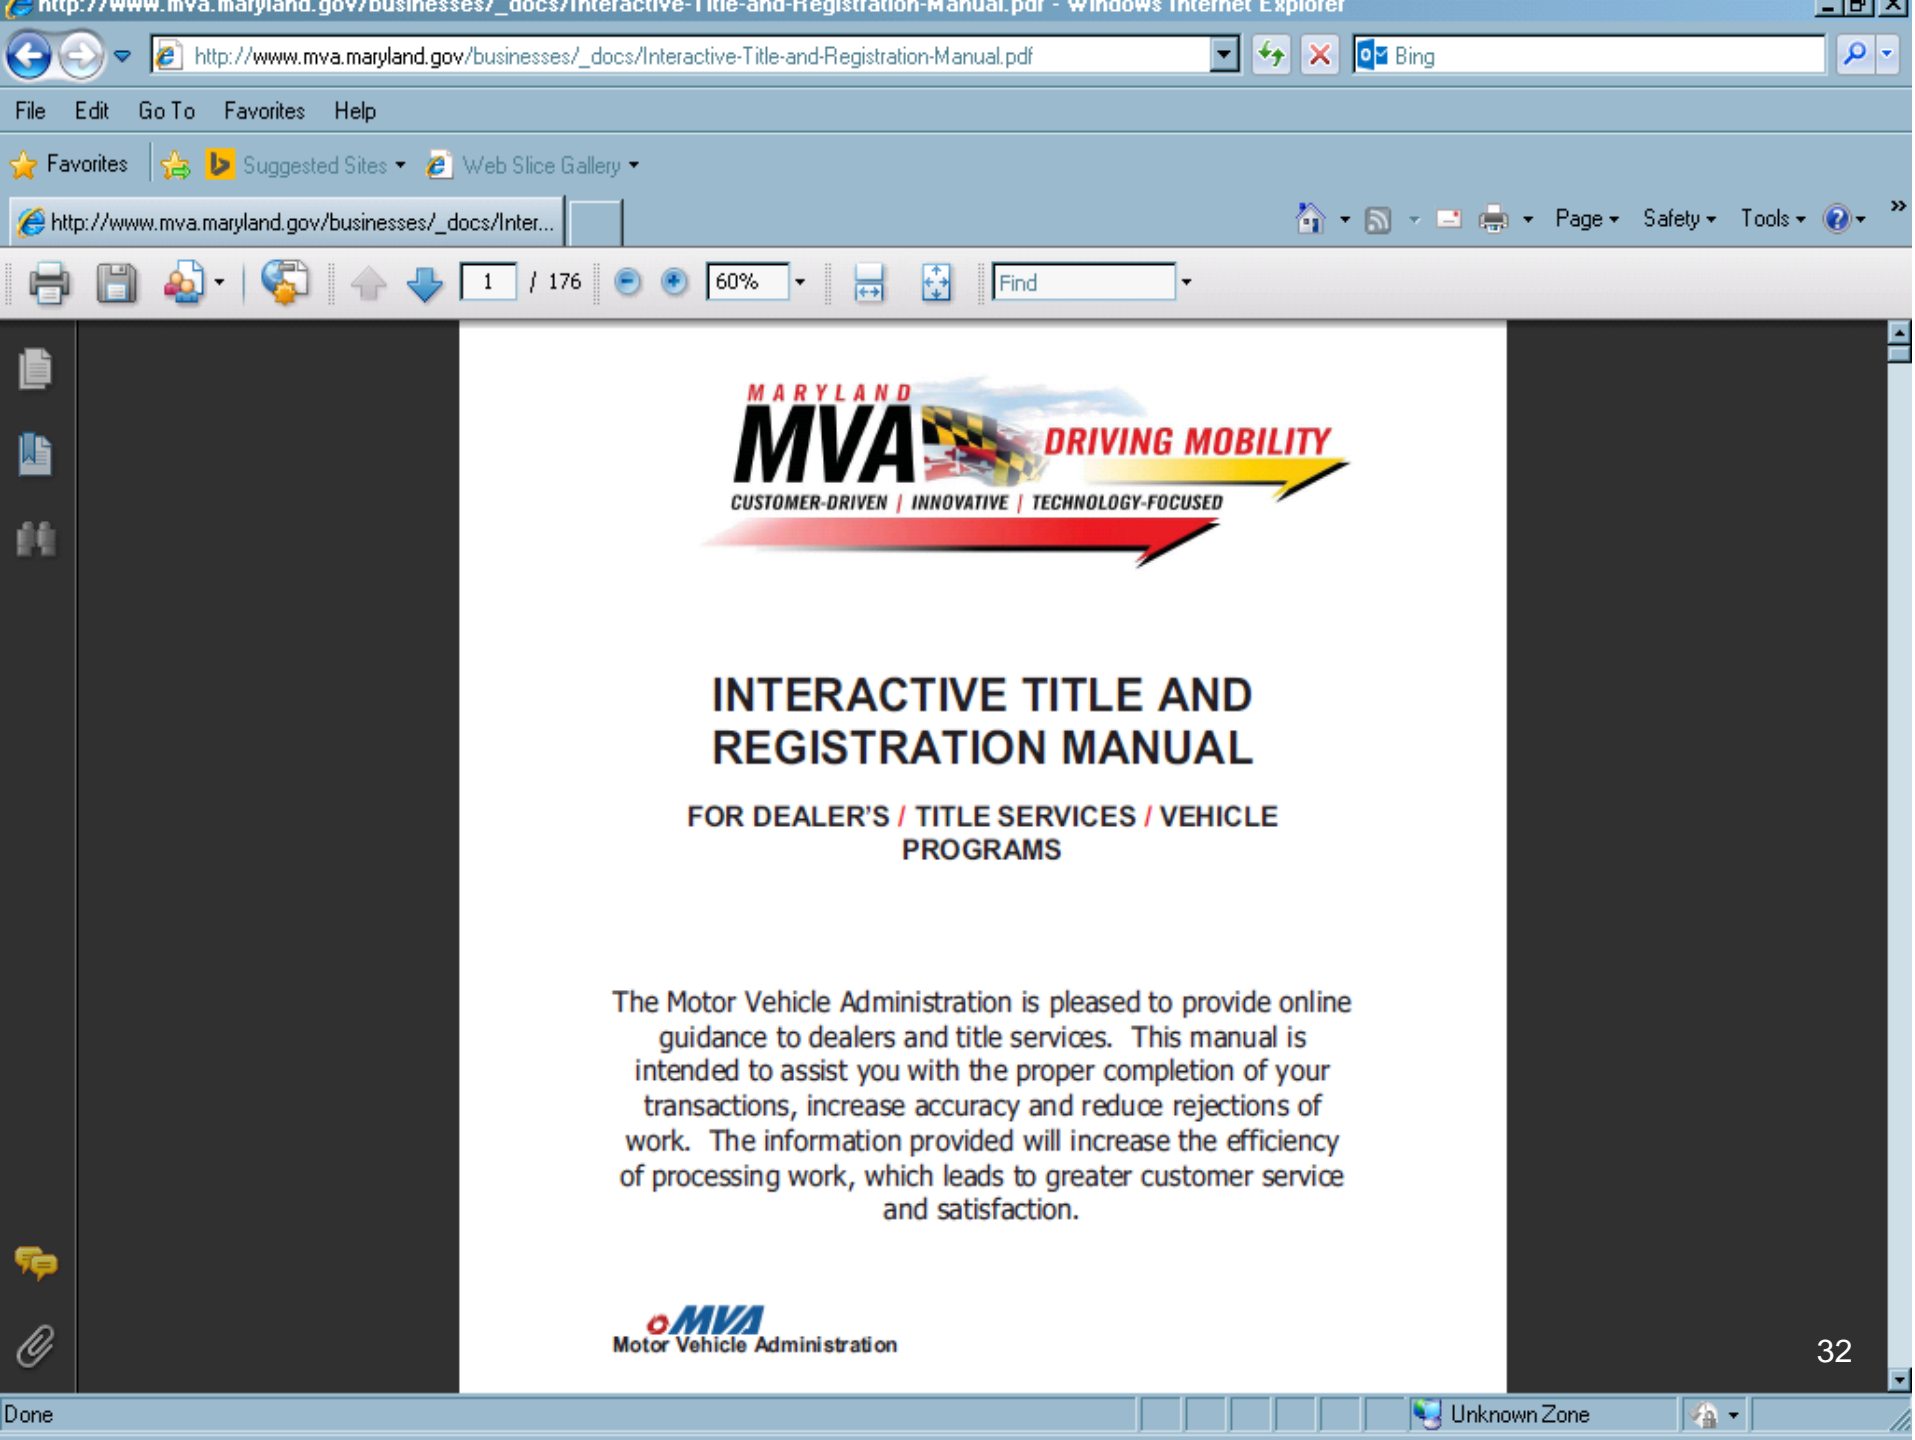 http://www.mva.maryland.gov/businesses/_docs/Interactive-Title-and-Registration-Manual.pdf - Windows Internet Explorer
http://www.mva.maryland.gov/businesses/_docs/Interactive-Title-and-Registration-Manual.pdf
Bing
File Edit Go To Favorites Help
Favorites Suggested Sites Web Slice Gallery
http://www.mva.maryland.gov/businesses/_docs/Inter...
Page Safety Tools
1 / 176 60% Find
MARYLAND
MVA DRIVING MOBILITY
CUSTOMER-DRIVEN | INNOVATIVE | TECHNOLOGY-FOCUSED
INTERACTIVE TITLE AND
REGISTRATION MANUAL
FOR DEALER'S / TITLE SERVICES / VEHICLE
PROGRAMS
The Motor Vehicle Administration is pleased to provide online
guidance to dealers and title services.  This manual is
intended to assist you with the proper completion of your
transactions, increase accuracy and reduce rejections of
work.  The information provided will increase the efficiency
of processing work, which leads to greater customer service
and satisfaction.
MVA
Motor Vehicle Administration
32
Done Unknown Zone